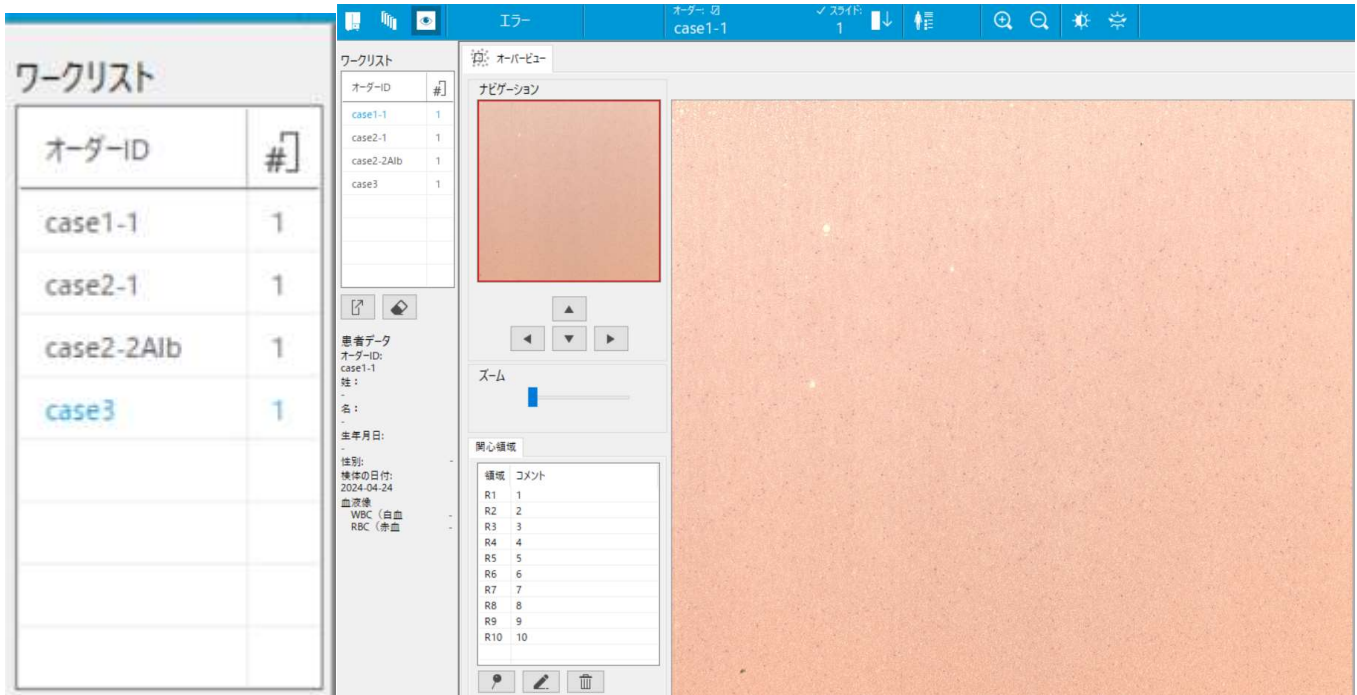 ワークリスト
オーダーID #
case1-1 1
case2-1 1
case2-2Alb 1
case3 1
エラー
オーダー:
case1-1
✓ スライド:
1
ワークリスト
オーダーID #
case1-1 1
case2-1 1
case2-2Alb 1
case3 1
患者データ
オーダーID:
case1-1
姓:
-
名:
-
生年月日:
-
性別: -
検体の日付:
2024-04-24
血液像
WBC(白血 -
RBC(赤血 -
オーバービュー
ナビゲーション
ズーム
関心領域
領域 コメント
R1 1
R2 2
R3 3
R4 4
R5 5
R6 6
R7 7
R8 8
R9 9
R10 10